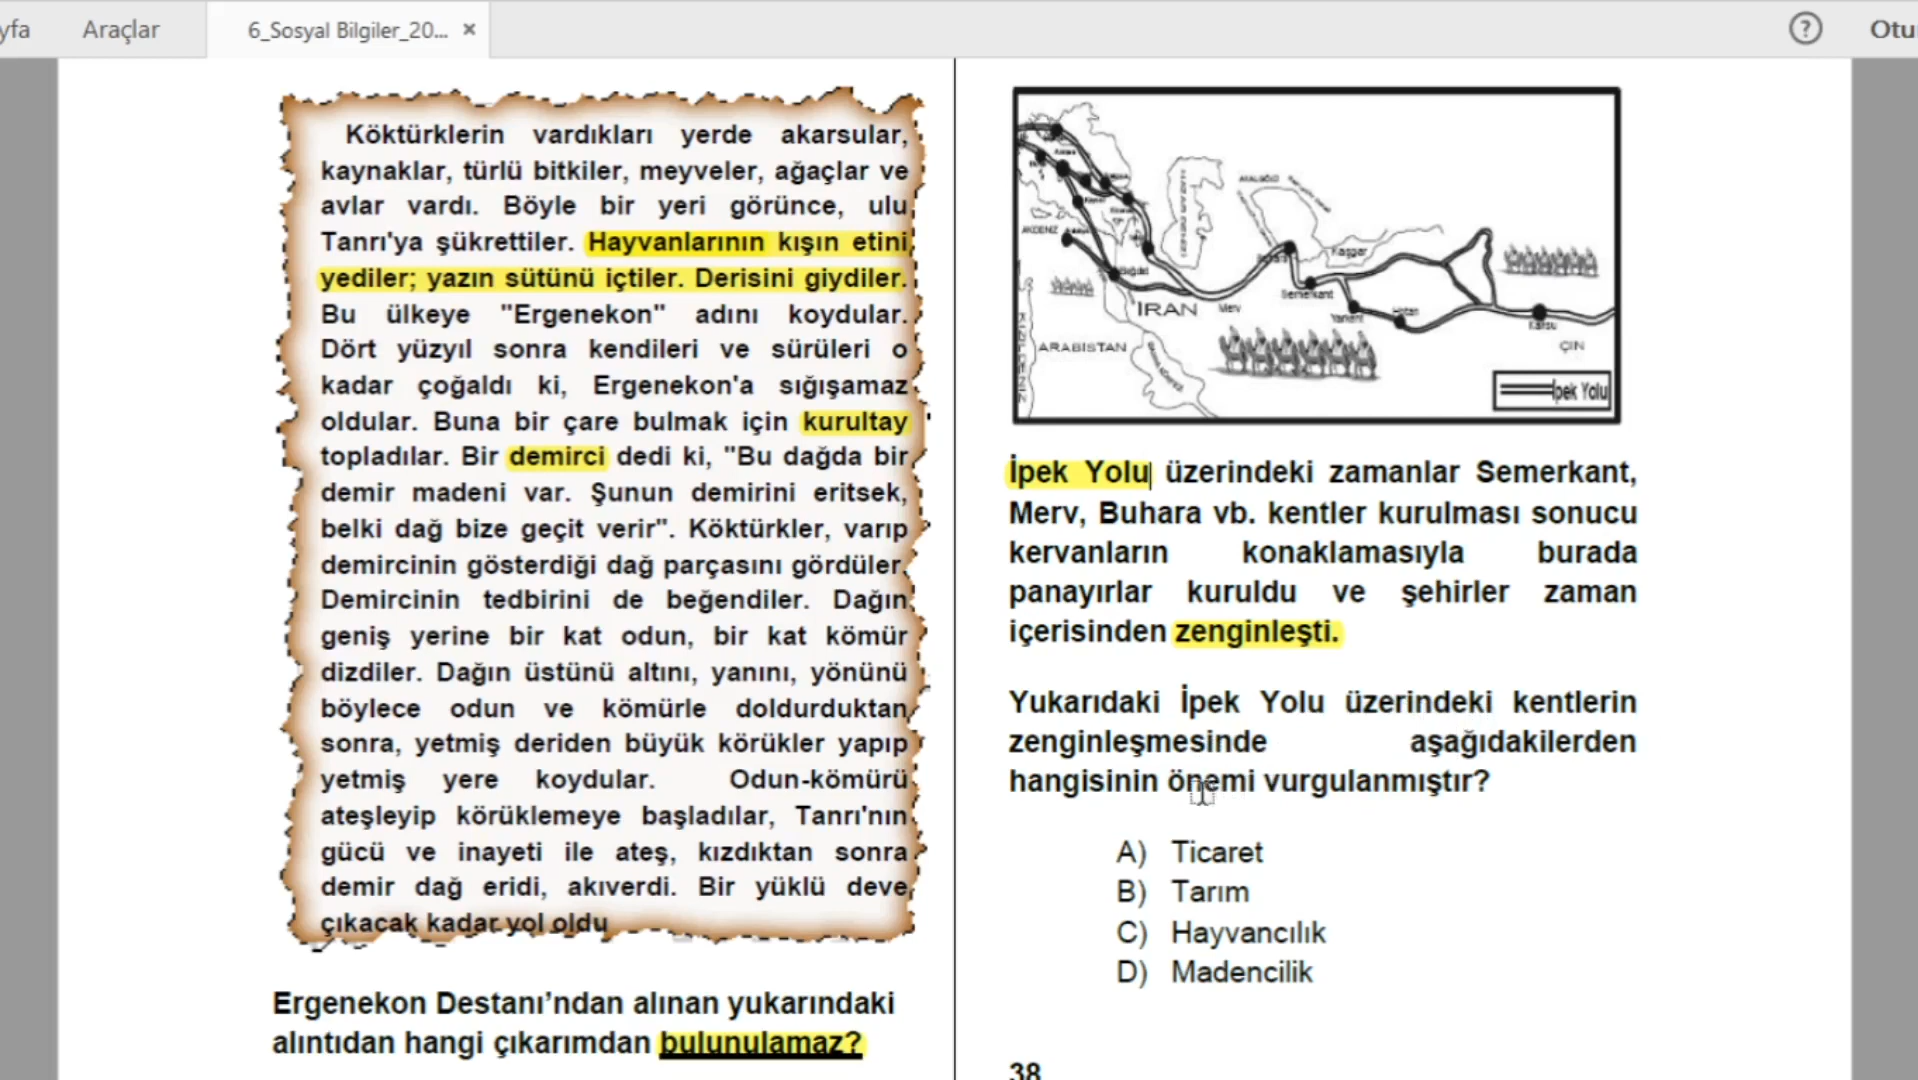 yfa
Araçlar
6_Sosyal Bilgiler_20... ×
?
Otu
Köktürklerin vardıkları yerde akarsular,
kaynaklar, türlü bitkiler, meyveler, ağaçlar ve
avlar vardı. Böyle bir yeri görünce, ulu
Tanrı'ya şükrettiler. Hayvanlarının kışın etini
yediler; yazın sütünü içtiler. Derisini giydiler.
Bu ülkeye "Ergenekon" adını koydular.
Dört yüzyıl sonra kendileri ve sürüleri o
kadar çoğaldı ki, Ergenekon'a sığışamaz
oldular. Buna bir çare bulmak için kurultay
topladılar. Bir demirci dedi ki, "Bu dağda bir
demir madeni var. Şunun demirini eritsek,
belki dağ bize geçit verir". Köktürkler, varıp
demircinin gösterdiği dağ parçasını gördüler.
Demircinin tedbirini de beğendiler. Dağın
geniş yerine bir kat odun, bir kat kömür
dizdiler. Dağın üstünü altını, yanını, yönünü
böylece odun ve kömürle doldurduktan
sonra, yetmiş deriden büyük körükler yapıp
yetmiş yere koydular. Odun-kömürü
ateşleyip körüklemeye başladılar, Tanrı'nın
gücü ve inayeti ile ateş, kızdıktan sonra
demir dağ eridi, akıverdi. Bir yüklü deve
çıkacak kadar yol oldu
Ergenekon Destanı’ndan alınan yukarındaki
alıntıdan hangi çıkarımdan bulunulamaz?
AKDENİZ
Bağdat
İRAN
Merv
ARABİSTAN
KIZILDENİZ
Semerkant
Kaşgar
Yarkent
Hotan
ÇİN
İpek Yolu
İpek Yolu üzerindeki zamanlar Semerkant,
Merv, Buhara vb. kentler kurulması sonucu
kervanların konaklamasıyla burada
panayırlar kuruldu ve şehirler zaman
içerisinden zenginleşti.
Yukarıdaki İpek Yolu üzerindeki kentlerin
zenginleşmesinde aşağıdakilerden
hangisinin önemi vurgulanmıştır?
A) Ticaret
B) Tarım
C) Hayvancılık
D) Madencilik
38